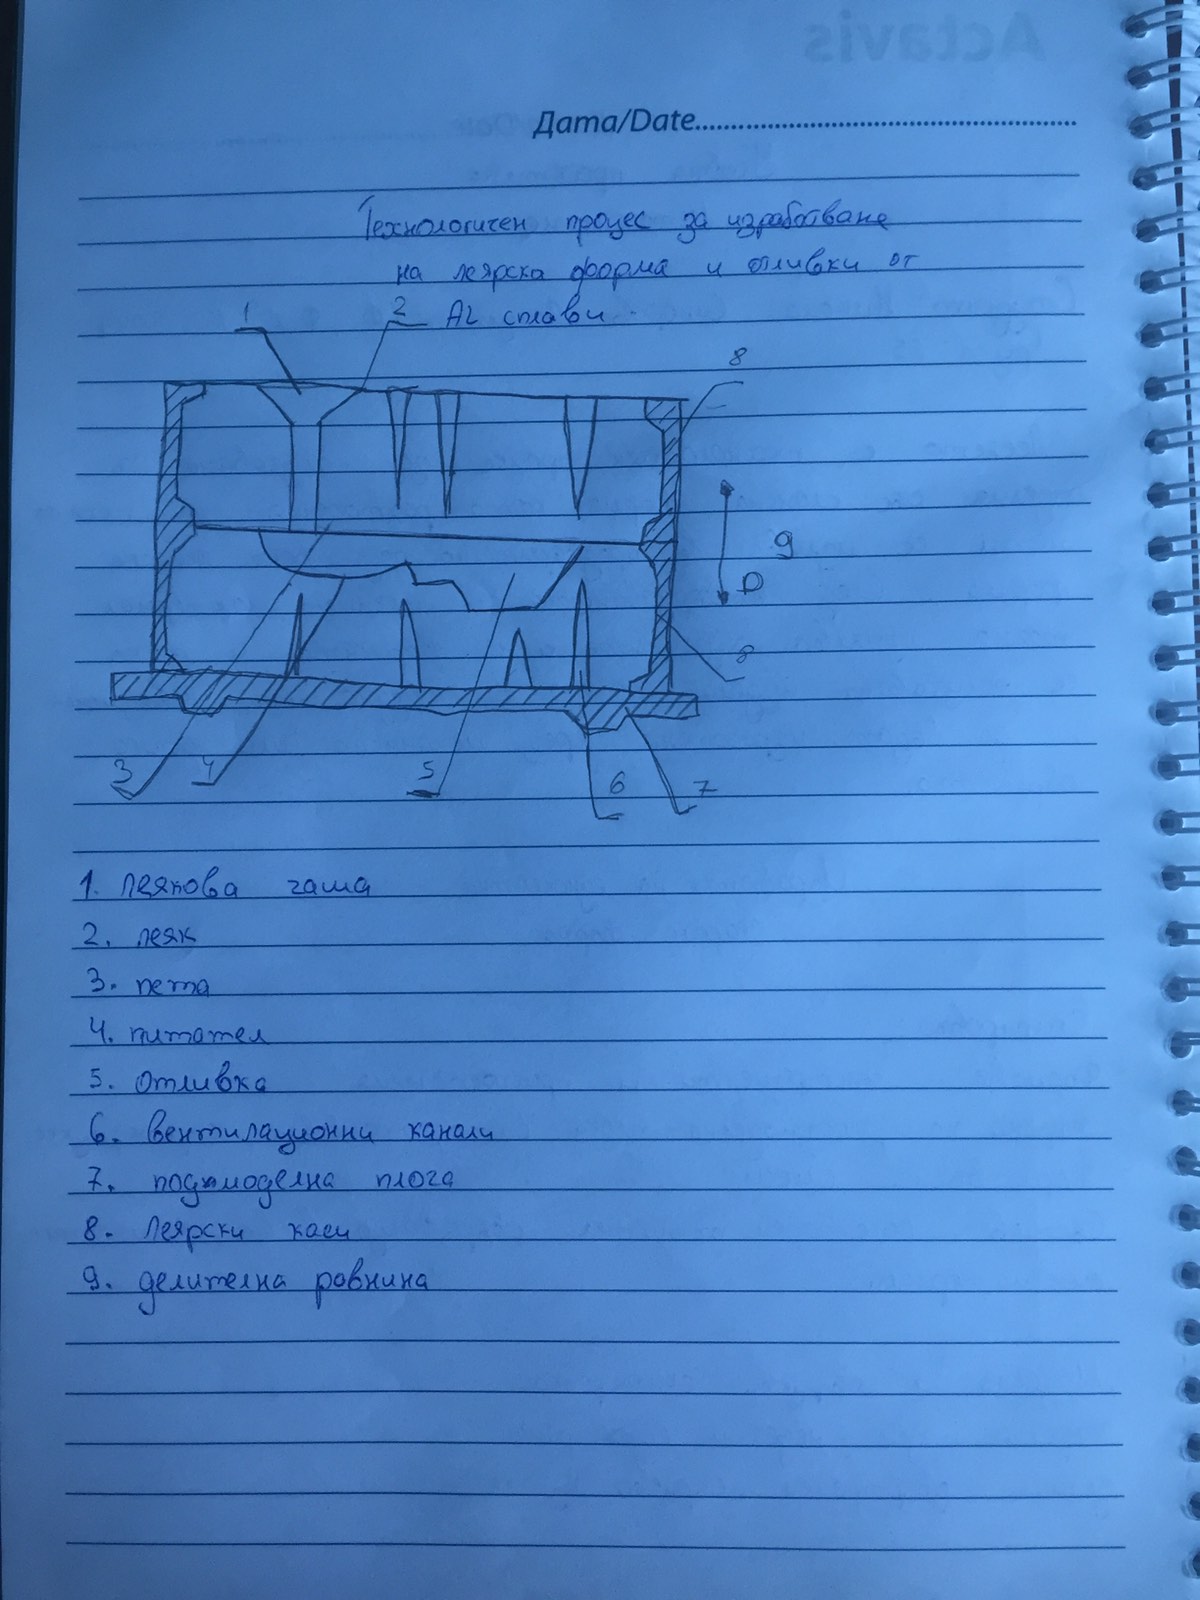 Actavis
Дата/Date
Технологичен процес за изработване
на леярска форма и отливки от
AL сплави.
1
2
8
9
D
8
3
4
5
6
7
1. леякова чаша
2. леяк
3. пета
4. питател
5. отливка
6. вентилационни канали
7. подмоделна плоча
8. Леярски каси
9. делителна равнина